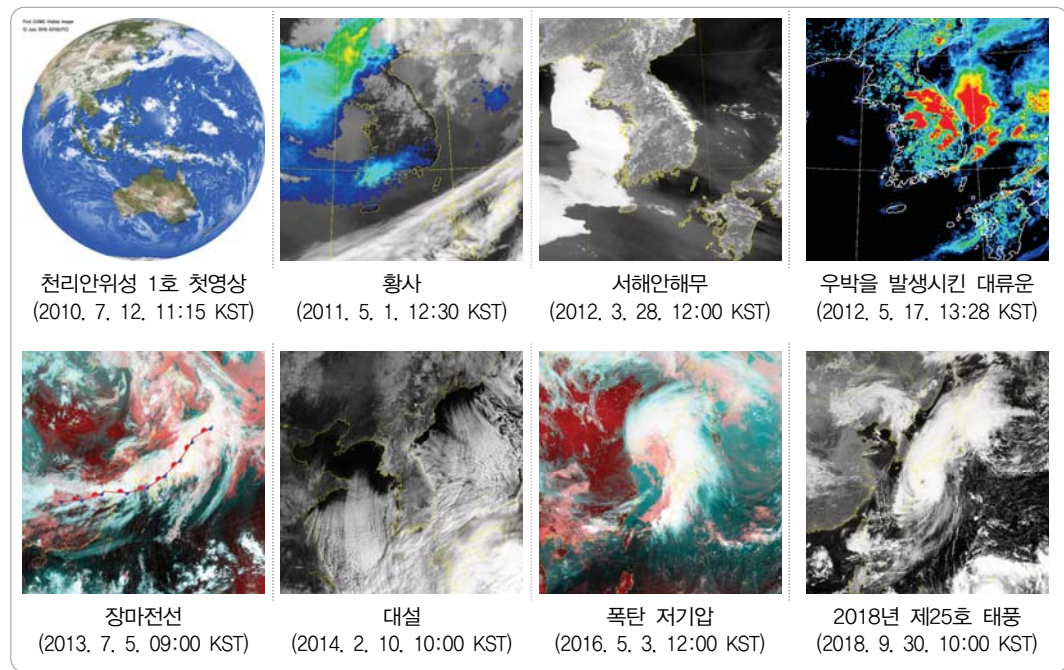 First COMS Visible Image
천리안위성 1호 첫영상
(2010. 7. 12. 11:15 KST)
황사
(2011. 5. 1. 12:30 KST)
서해안해무
(2012. 3. 28. 12:00 KST)
우박을 발생시킨 대류운
(2012. 5. 17. 13:28 KST)
장마전선
(2013. 7. 5. 09:00 KST)
대설
(2014. 2. 10. 10:00 KST)
폭탄 저기압
(2016. 5. 3. 12:00 KST)
2018년 제25호 태풍
(2018. 9. 30. 10:00 KST)